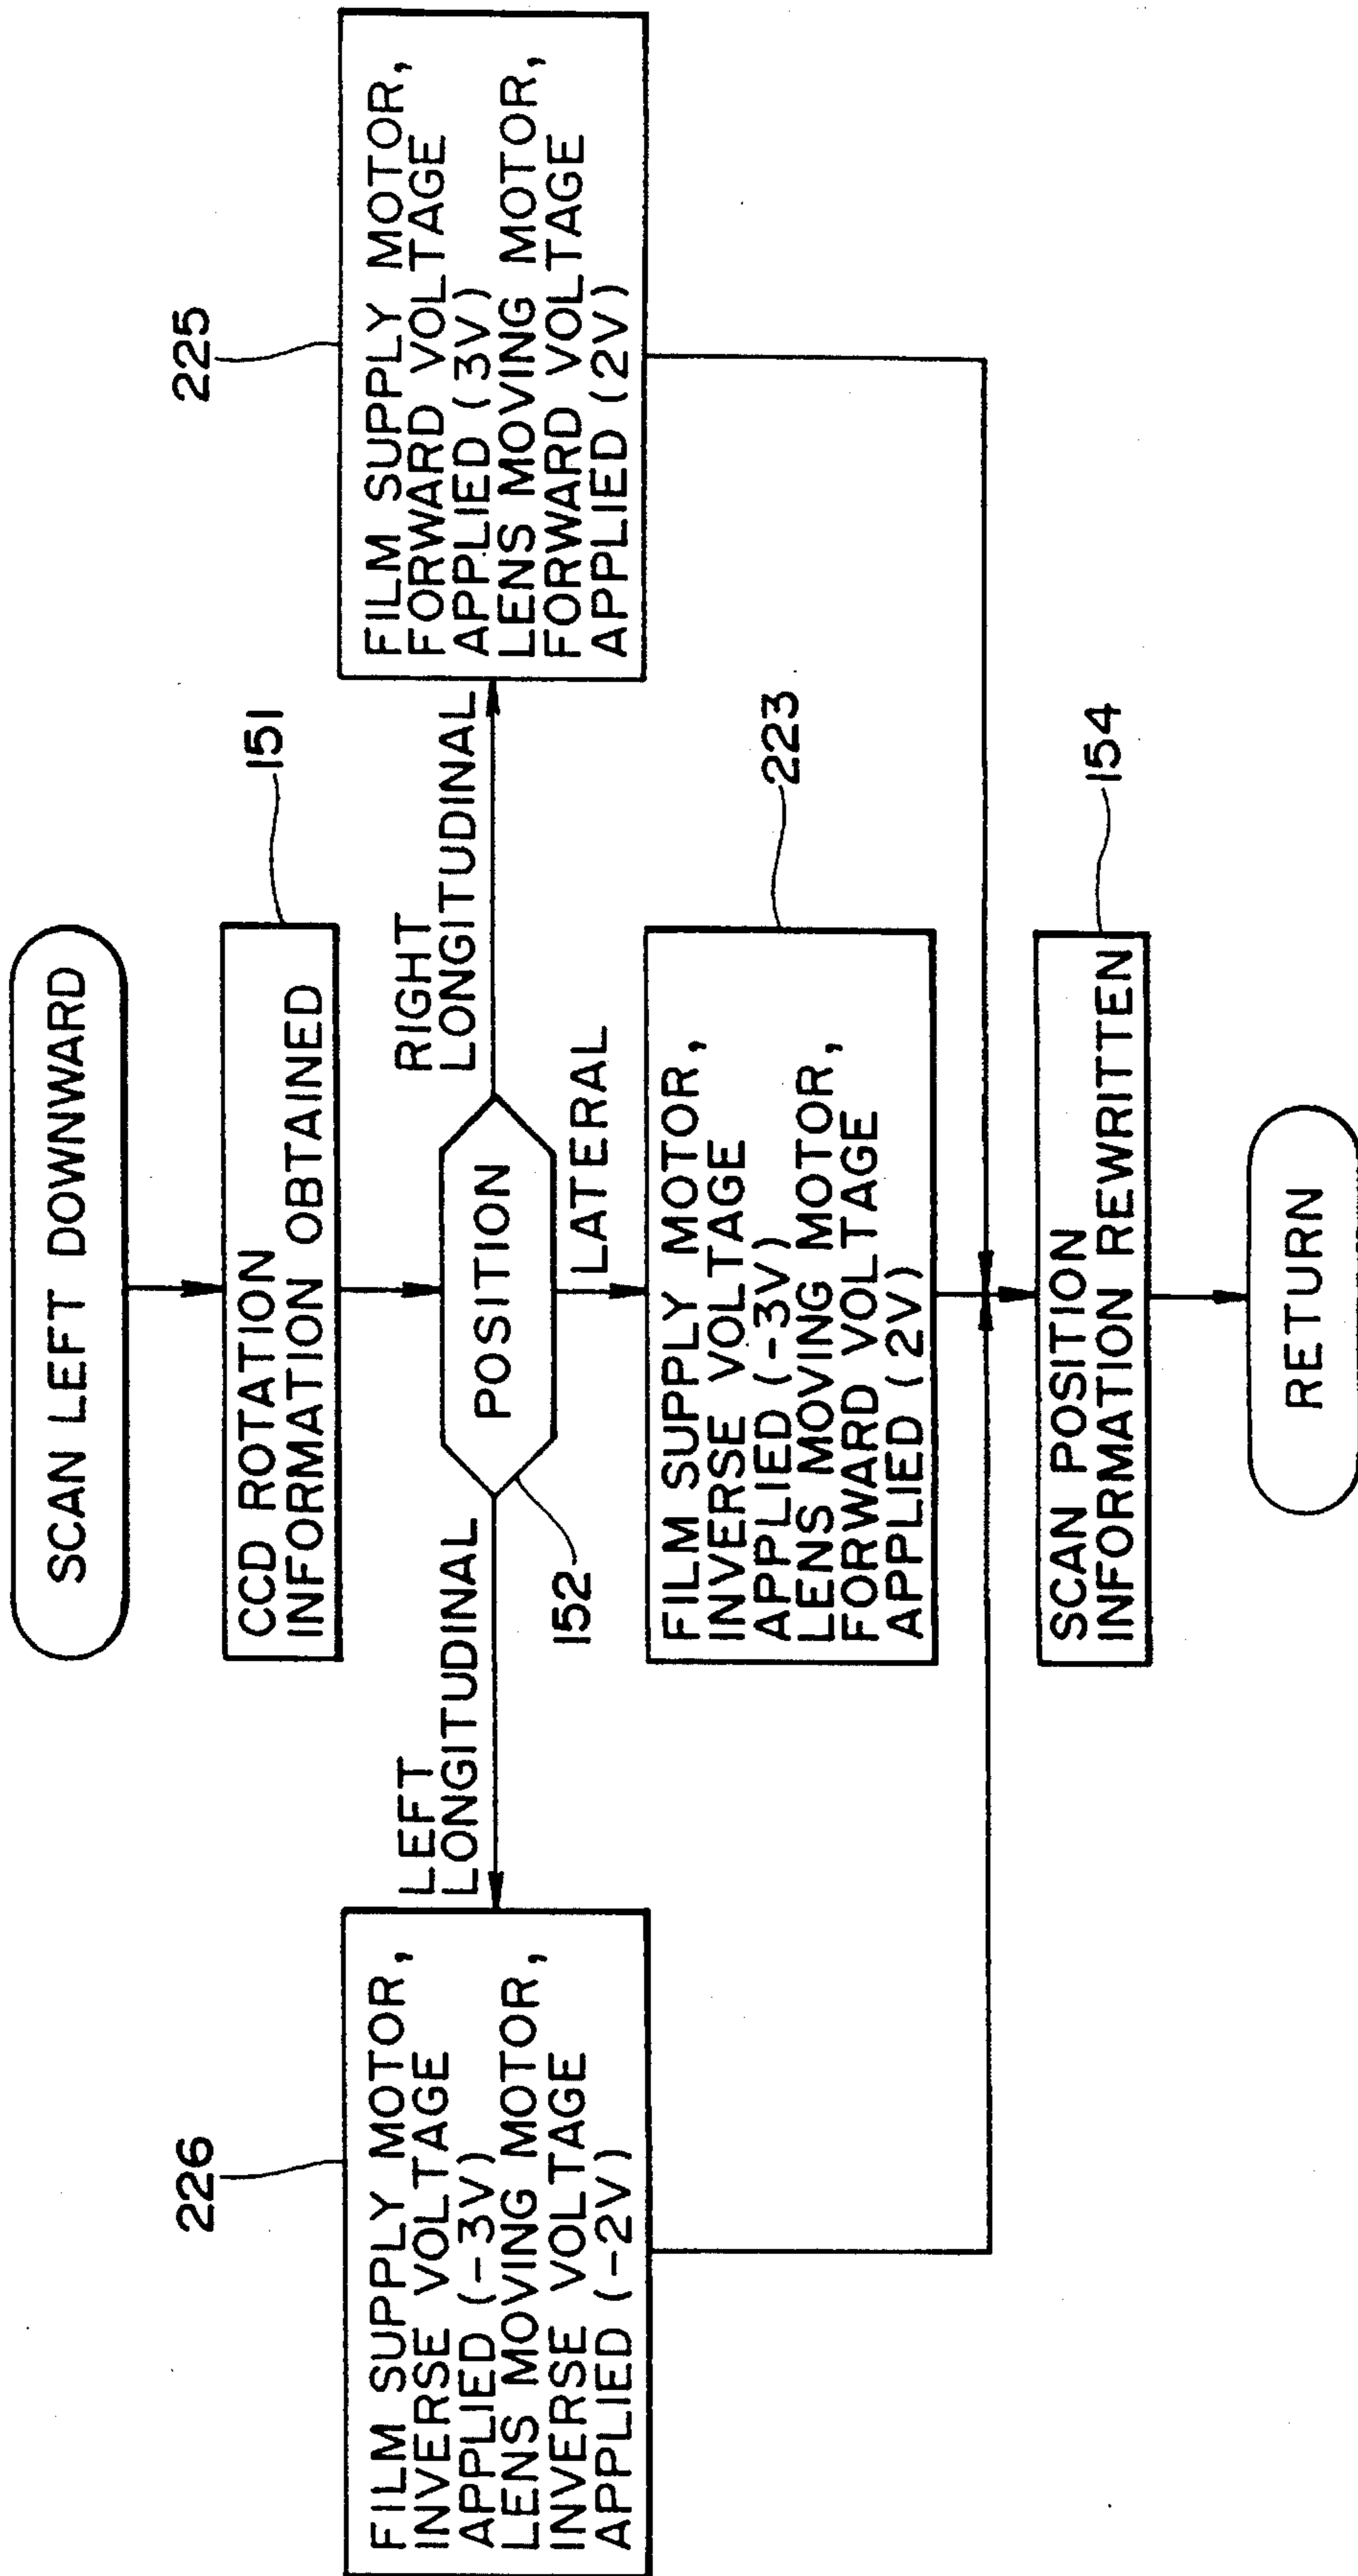 SCAN LEFT DOWNWARD
151
CCD ROTATION
INFORMATION OBTAINED
152
POSITION
LEFT
LONGITUDINAL
RIGHT
LONGITUDINAL
LATERAL
226
FILM SUPPLY MOTOR,
INVERSE VOLTAGE
APPLIED (-3V)
LENS MOVING MOTOR,
INVERSE VOLTAGE
APPLIED (-2V)
223
FILM SUPPLY MOTOR,
INVERSE VOLTAGE
APPLIED (-3V)
LENS MOVING MOTOR,
FORWARD VOLTAGE
APPLIED (2V)
225
FILM SUPPLY MOTOR,
FORWARD VOLTAGE
APPLIED (3V)
LENS MOVING MOTOR,
FORWARD VOLTAGE
APPLIED (2V)
154
SCAN POSITION
INFORMATION REWRITTEN
RETURN